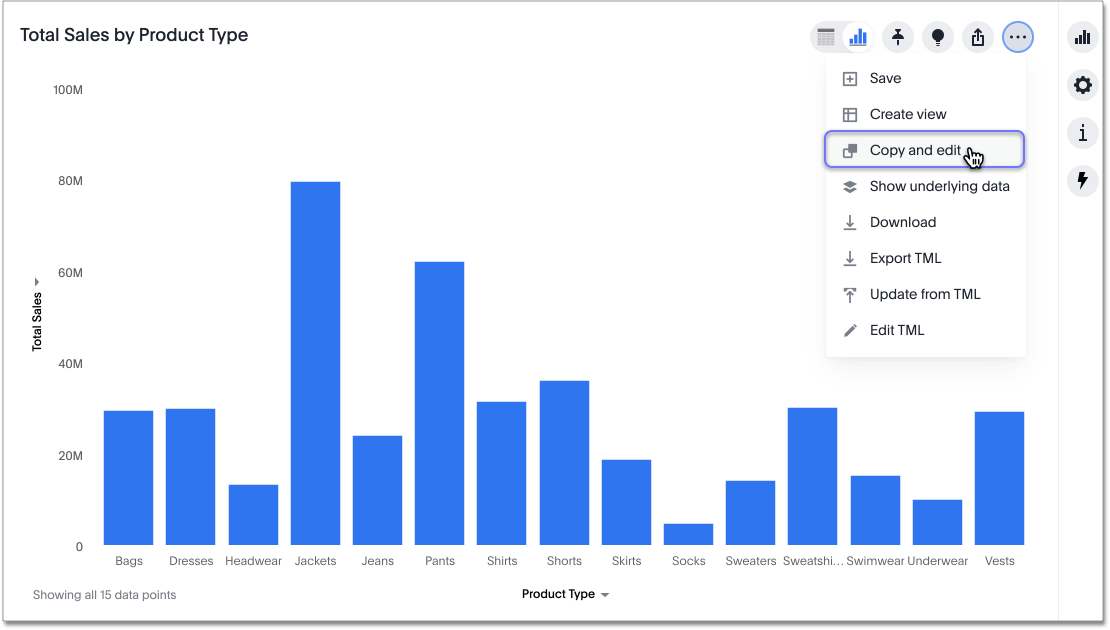 Total Sales by Product Type
Save
Create view
Copy and edit
Show underlying data
Download
Export TML
Update from TML
Edit TML
i
100M
80M
60M
40M
20M
0
Total Sales
Bags Dresses Headwear Jackets Jeans Pants Shirts Shorts Skirts Socks Sweaters Sweatshi... Swimwear Underwear Vests
Product Type
Showing all 15 data points